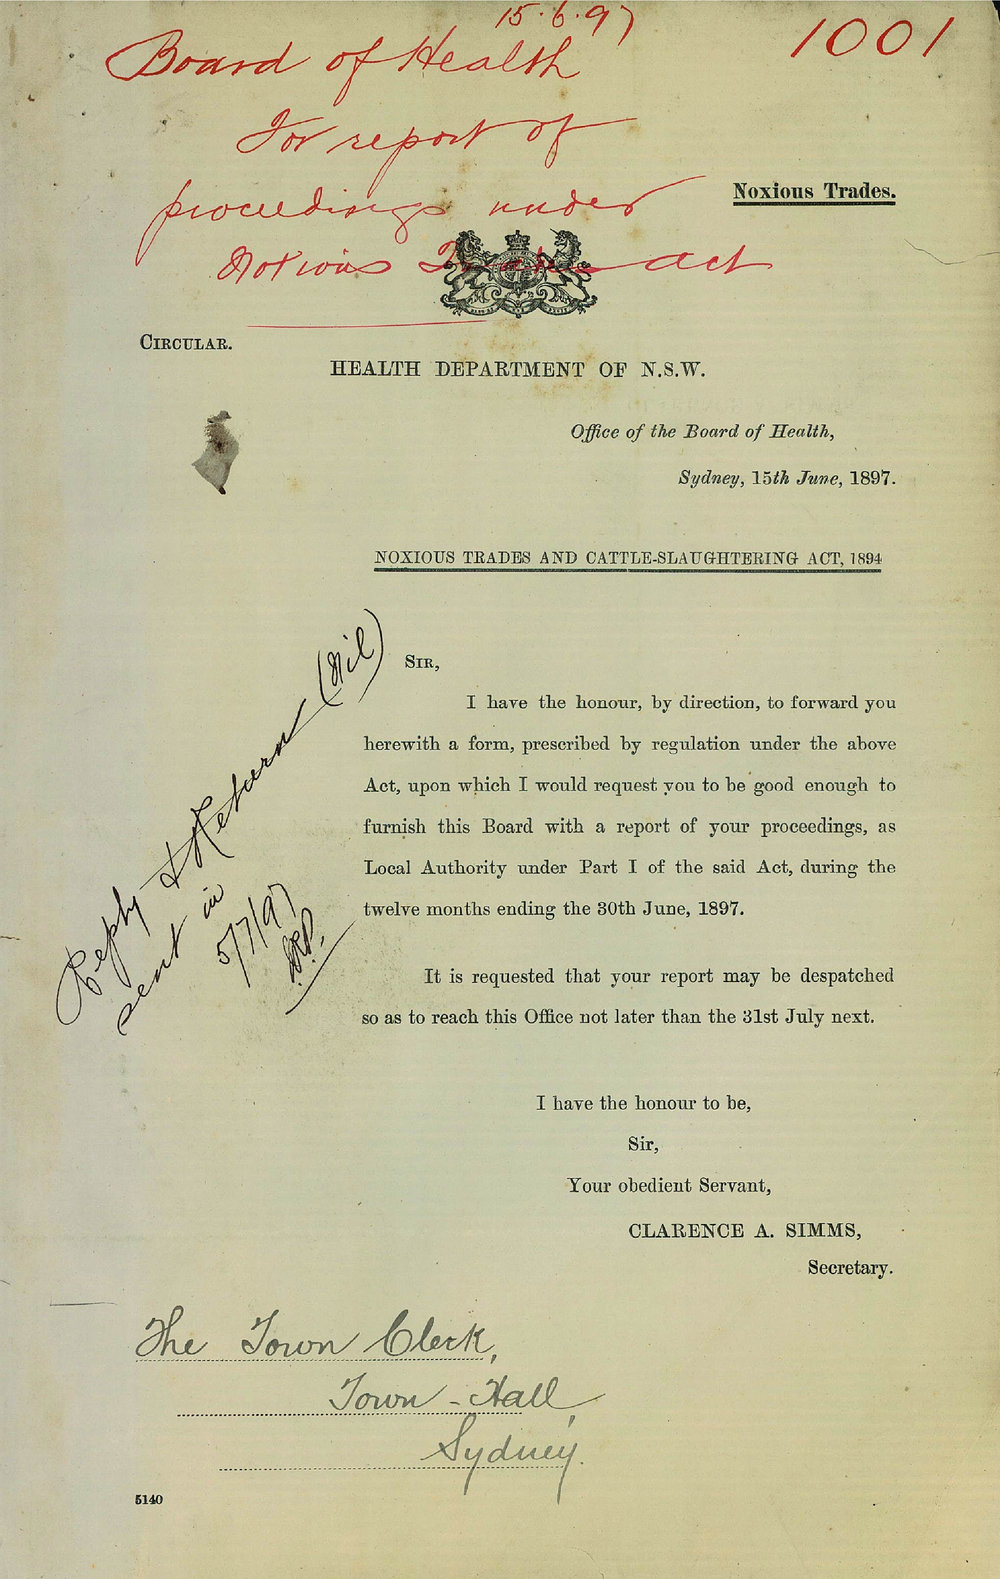 15.6.97
1001
Board of Health
For report of
proceedings under
Noxious Trades Act
Noxious Trades.
CIRCULAR.
HEALTH DEPARTMENT OF N.S.W.
Office of the Board of Health,
Sydney, 15th June, 1897.
NOXIOUS TRADES AND CATTLE-SLAUGHTERING ACT, 1894
SIR,
I have the honour, by direction, to forward you
herewith a form, prescribed by regulation under the above
Act, upon which I would request you to be good enough to
furnish this Board with a report of your proceedings, as
Local Authority under Part I of the said Act, during the
twelve months ending the 30th June, 1897.
It is requested that your report may be despatched
so as to reach this Office not later than the 31st July next.
I have the honour to be,
Sir,
Your obedient Servant,
CLARENCE A. SIMMS,
Secretary.
Reply & Return (Nil)
sent in
5/7/97
The Town Clerk,
Town-Hall,
Sydney.
5140